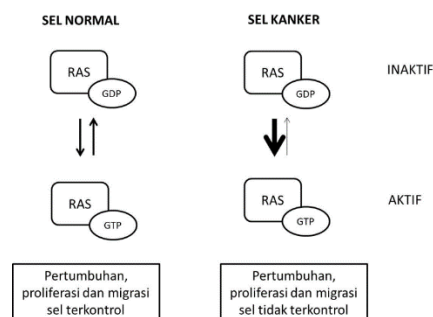 SEL NORMAL
SEL KANKER
RAS
GDP
RAS
GDP
INAKTIF
RAS
GTP
RAS
GTP
AKTIF
Pertumbuhan,
proliferasi dan migrasi
sel terkontrol
Pertumbuhan,
proliferasi dan migrasi
sel tidak terkontrol